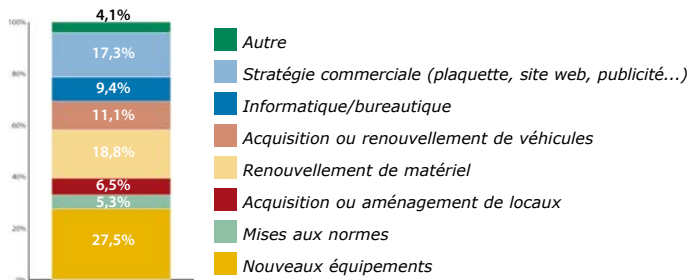 4,1%
100%
80%
60%
40%
20%
0%
17,3%
9,4%
11,1%
18,8%
6,5%
5,3%
27,5%
Autre
Stratégie commerciale (plaquette, site web, publicité...)
Informatique/bureautique
Acquisition ou renouvellement de véhicules
Renouvellement de matériel
Acquisition ou aménagement de locaux
Mises aux normes
Nouveaux équipements